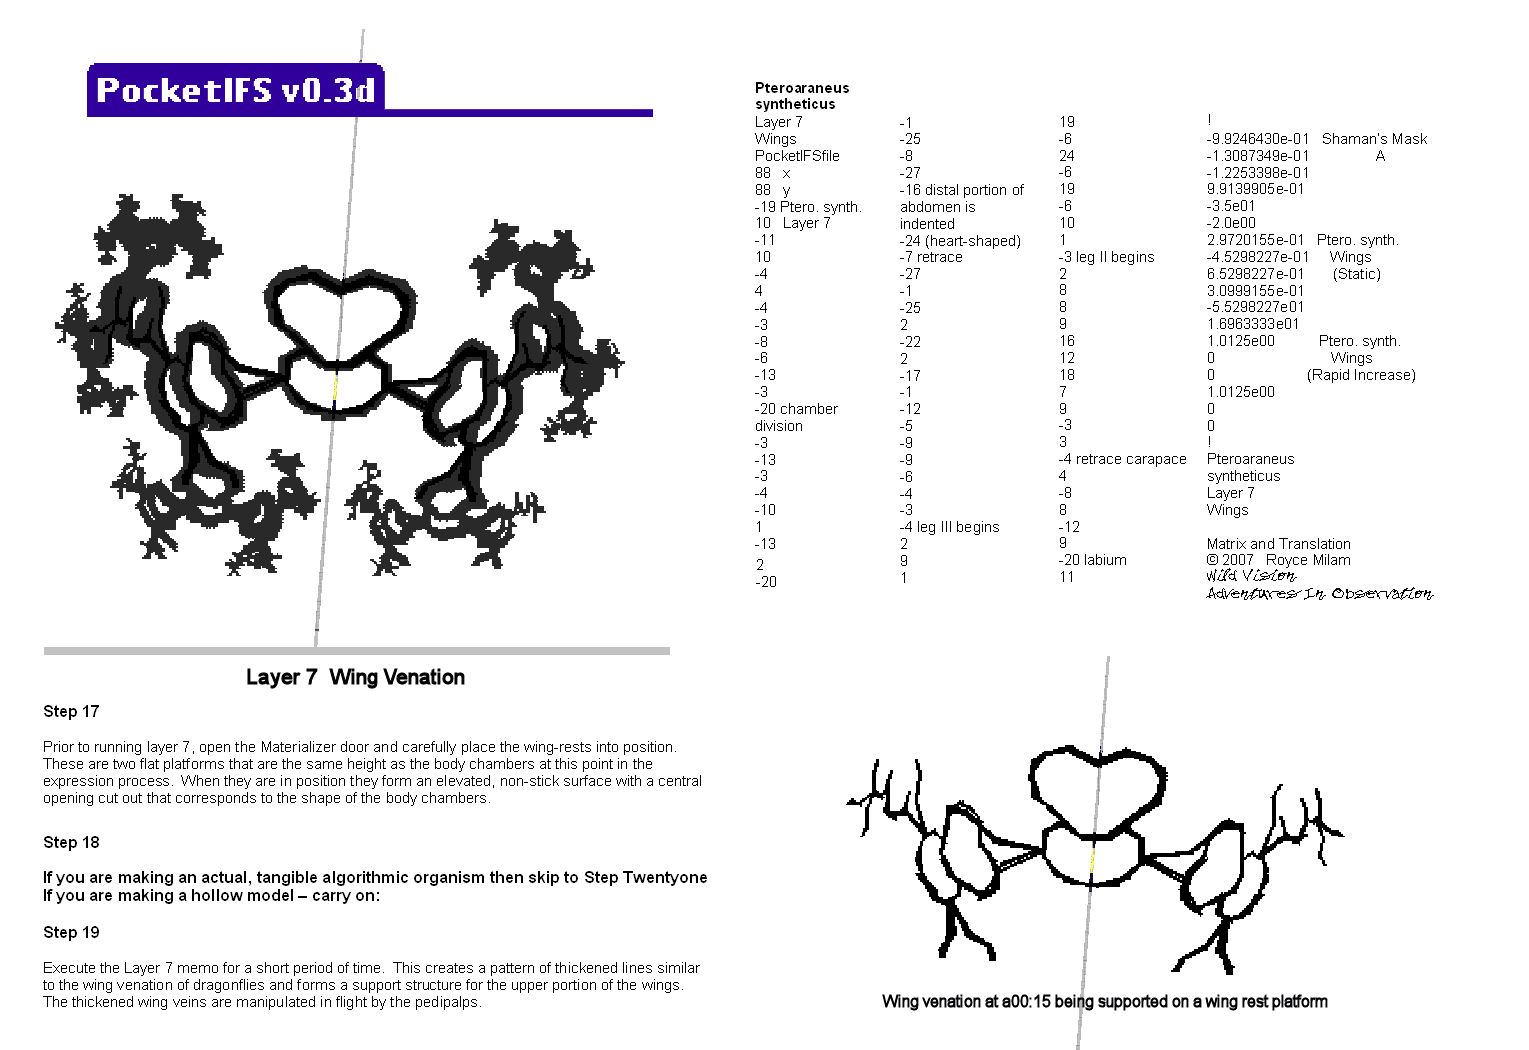 PocketIFS v0.3d
Layer 7 Wing Venation
Step 17
Prior to running layer 7, open the Materializer door and carefully place the wing-rests into position.
These are two flat platforms that are the same height as the body chambers at this point in the
expression process. When they are in position they form an elevated, non-stick surface with a central
opening cut out that corresponds to the shape of the body chambers.
Step 18
If you are making an actual, tangible algorithmic organism then skip to Step Twentyone
If you are making a hollow model – carry on:
Step 19
Execute the Layer 7 memo for a short period of time. This creates a pattern of thickened lines similar
to the wing venation of dragonflies and forms a support structure for the upper portion of the wings.
The thickened wing veins are manipulated in flight by the pedipalps.
Pteroaraneus
syntheticus
Layer 7
Wings
PocketIFSfile
88 x
88 y
-19 Ptero. synth.
10 Layer 7
-11
10
-4
4
-4
-3
-8
-6
-13
-3
-20 chamber
division
-3
-13
-3
-4
-10
1
-13
2
-20
-1
-25
-8
-27
-16 distal portion of
abdomen is
indented
-24 (heart-shaped)
-7 retrace
-27
-1
-25
2
-22
2
-17
-1
-12
-5
-9
-9
-6
-4
-3
-4 leg III begins
2
9
1
19
-6
24
-6
19
-6
10
1
-3 leg II begins
2
8
8
9
16
12
18
7
9
-3
3
-4 retrace carapace
4
-8
8
-12
9
-20 labium
11
!
-9.9246430e-01 Shaman's Mask
-1.3087349e-01 A
-1.2253398e-01
9.9139905e-01
-3.5e01
-2.0e00
2.9720155e-01 Ptero. synth.
-4.5298227e-01 Wings
6.5298227e-01 (Static)
3.0999155e-01
-5.5298227e01
1.6963333e01
1.0125e00 Ptero. synth.
0 Wings
0 (Rapid Increase)
1.0125e00
0
0
!
Pteroaraneus
syntheticus
Layer 7
Wings
Matrix and Translation
© 2007 Royce Milam
Wild Vision
Adventures In Observation
Wing venation at a00:15 being supported on a wing rest platform